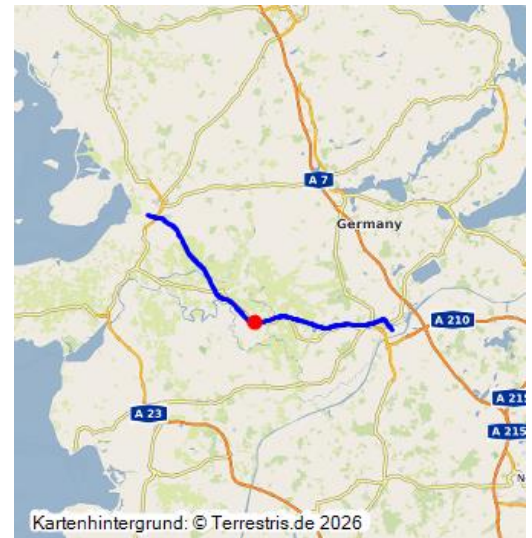 A 7
Germany
A 210
A 215
A 215
A 23
N
Kartenhintergrund: © Terrestris.de 2026